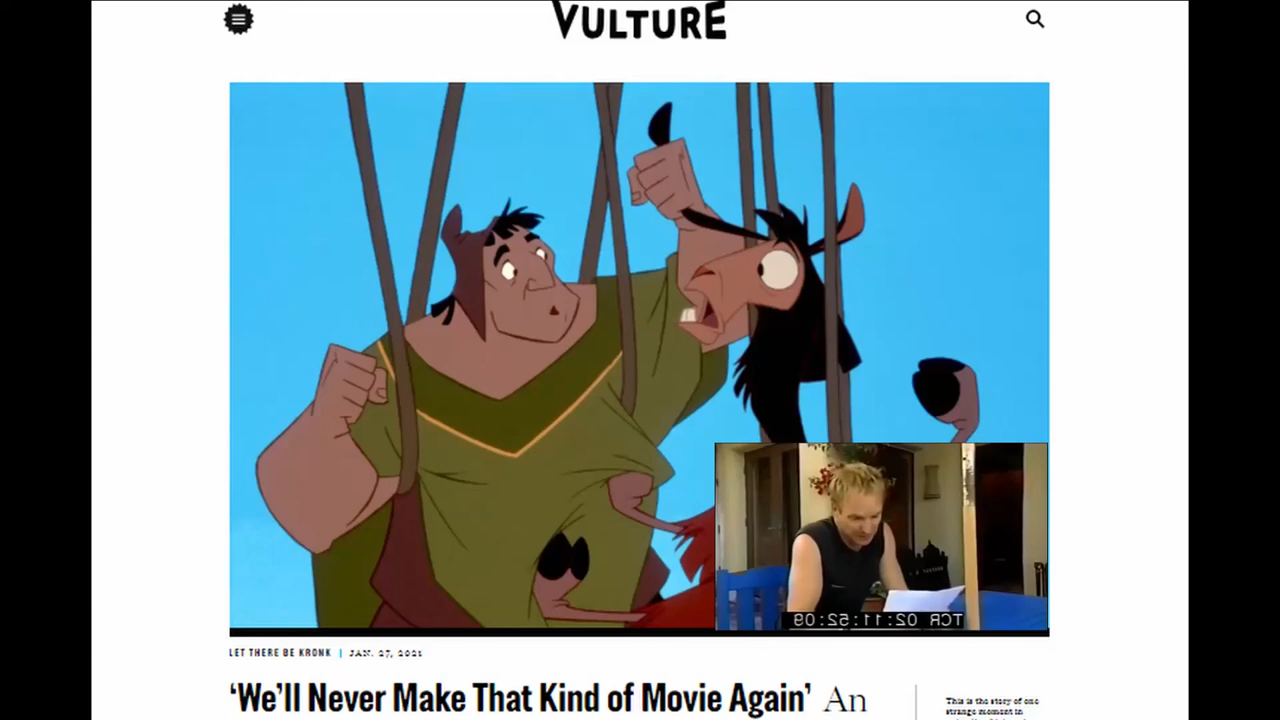 VULTURE
TCR 02:11:52:09
LET THERE BE KRONK | JAN. 27, 2021
‘We’ll Never Make That Kind of Movie Again’ An
This is the story of one
strange moment in